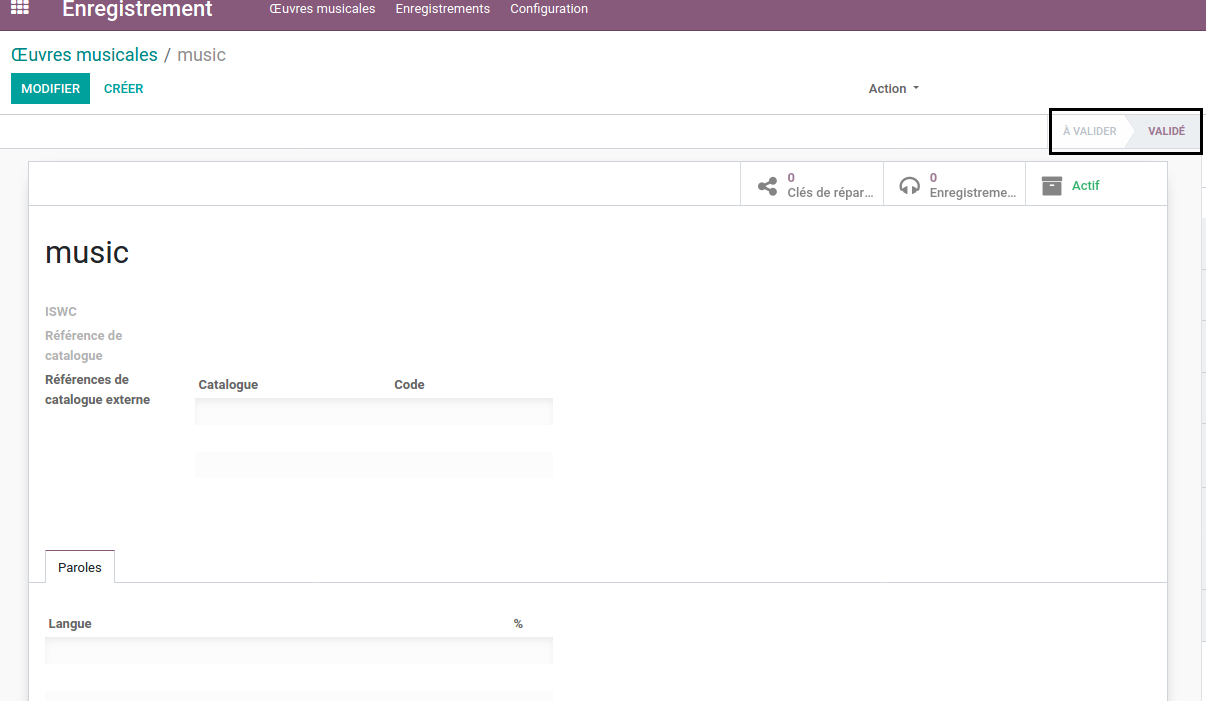 Enregistrement Œuvres musicales Enregistrements Configuration
Œuvres musicales / music
MODIFIER CRÉER Action
À VALIDER VALIDÉ
0 0
Clés de répar... Enregistreme... Actif
music
ISWC
Référence de
catalogue
Références de
catalogue externe
Catalogue Code
Paroles
Langue %